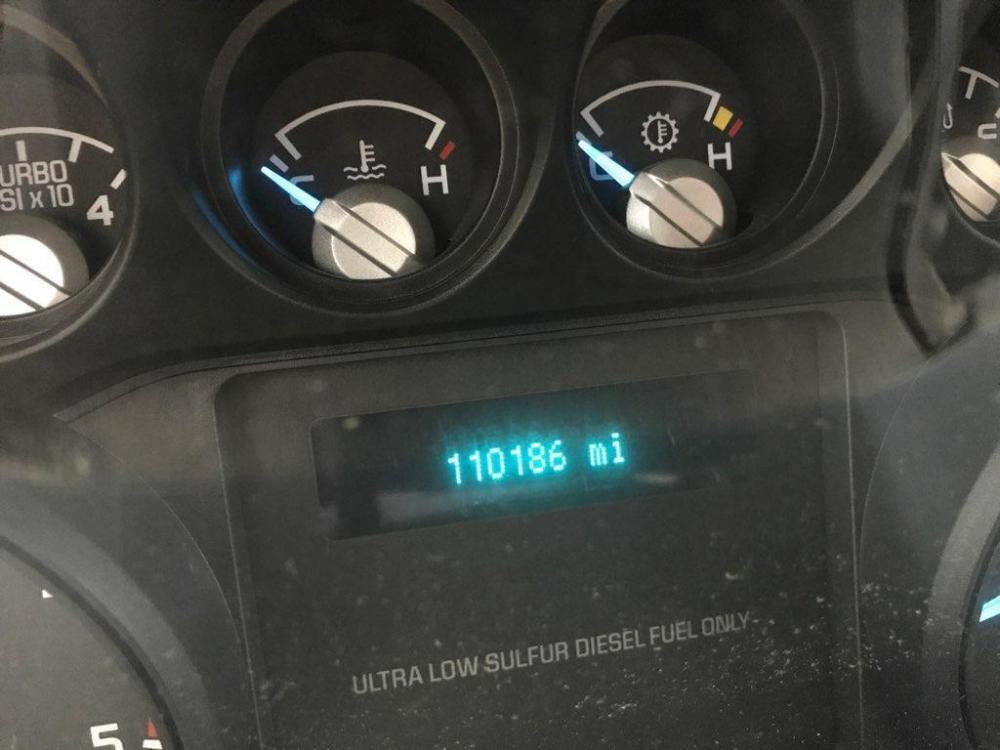 URBO
SI x 10
4
C
H
C
H
110186 mi
ULTRA LOW SULFUR DIESEL FUEL ONLY
5